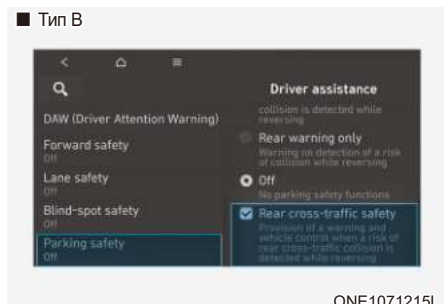 ■ Тип B
Driver assistance
DAW (Driver Attention Warning)
Forward safety
Off
Lane safety
Off
Blind-spot safety
Off
Parking safety
Off
collision is detected while
reversing
Rear warning only
Warning on detection of a risk
of collision while reversing
Off
No parking safety functions
Rear cross-traffic safety
Provision of a warning and
vehicle control when a risk of
rear cross-traffic collision is
detected while reversing
ONE1071215L